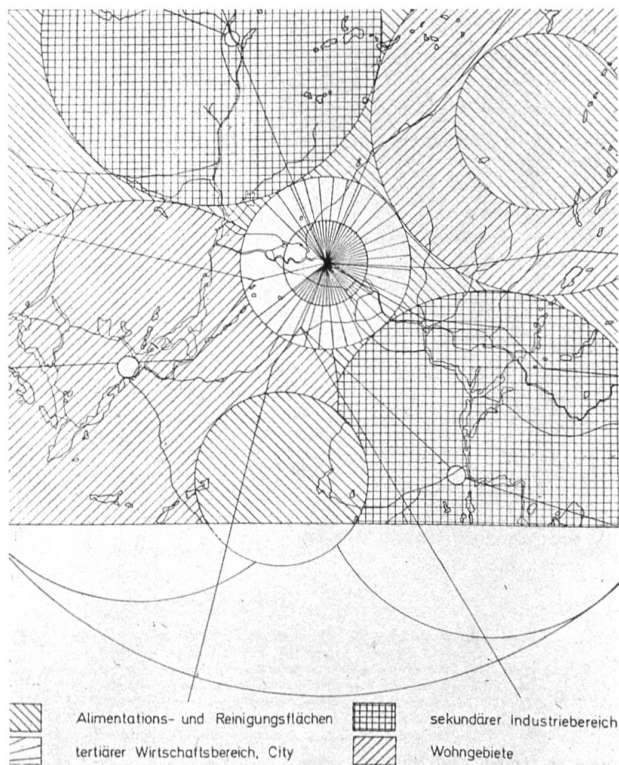 Alimentations- und Reinigungsflächen
sekundärer Industriebereich
tertiärer Wirtschaftsbereich, City
Wohngebiete